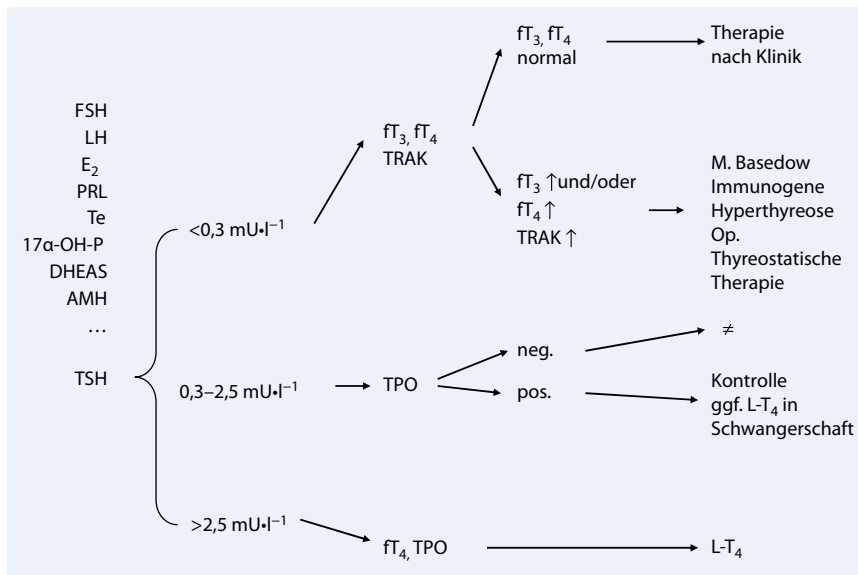 FSH
LH
E₂
PRL
Te
17α-OH-P
DHEAS
AMH
...
TSH
<0,3 mU•l⁻¹
fT₃, fT₄
TRAK
fT₃, fT₄
normal
Therapie
nach Klinik
fT₃ ↑und/oder
fT₄ ↑
TRAK ↑
M. Basedow
Immunogene
Hyperthyreose
Op.
Thyreostatische
Therapie
0,3–2,5 mU•l⁻¹
TPO
neg.
≠
pos.
Kontrolle
ggf. L-T₄ in
Schwangerschaft
>2,5 mU•l⁻¹
fT₄, TPO
L-T₄